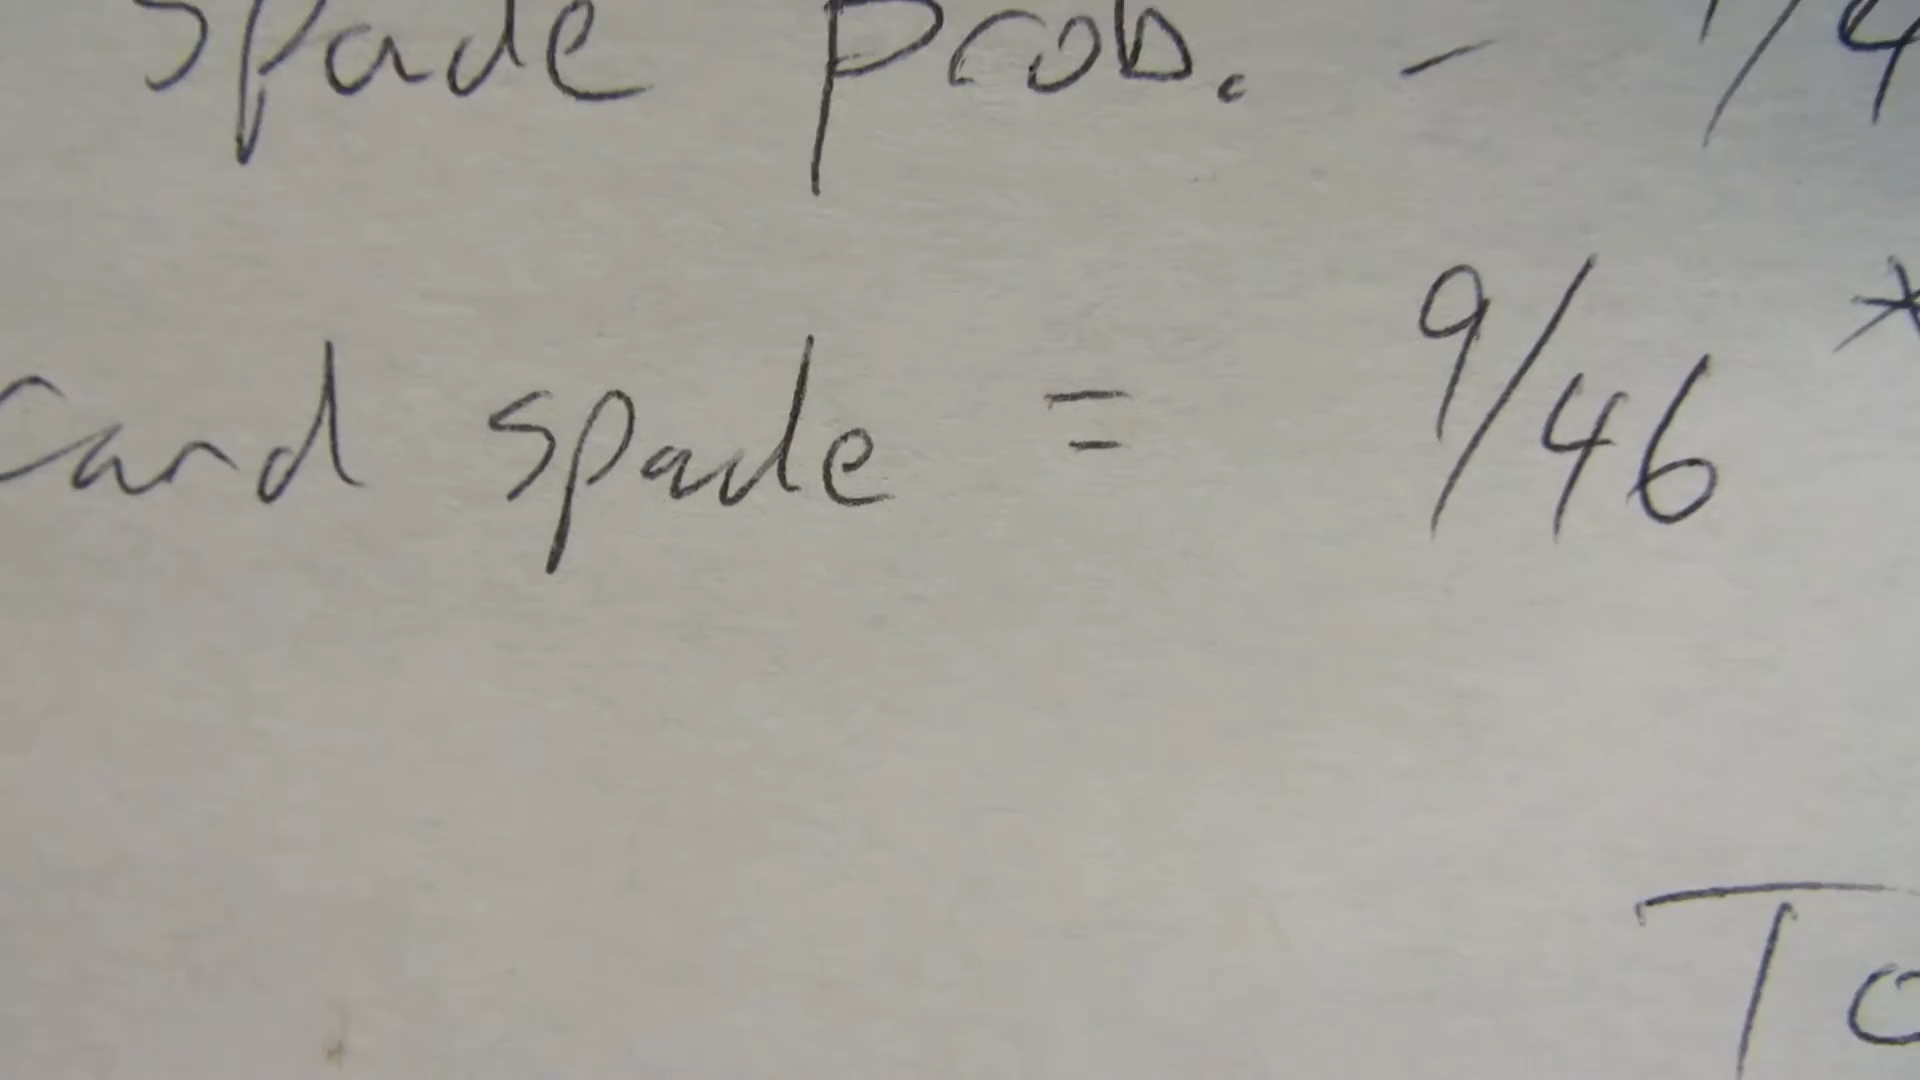 spade prob. - 1/4
card spade = 9/46 *
To